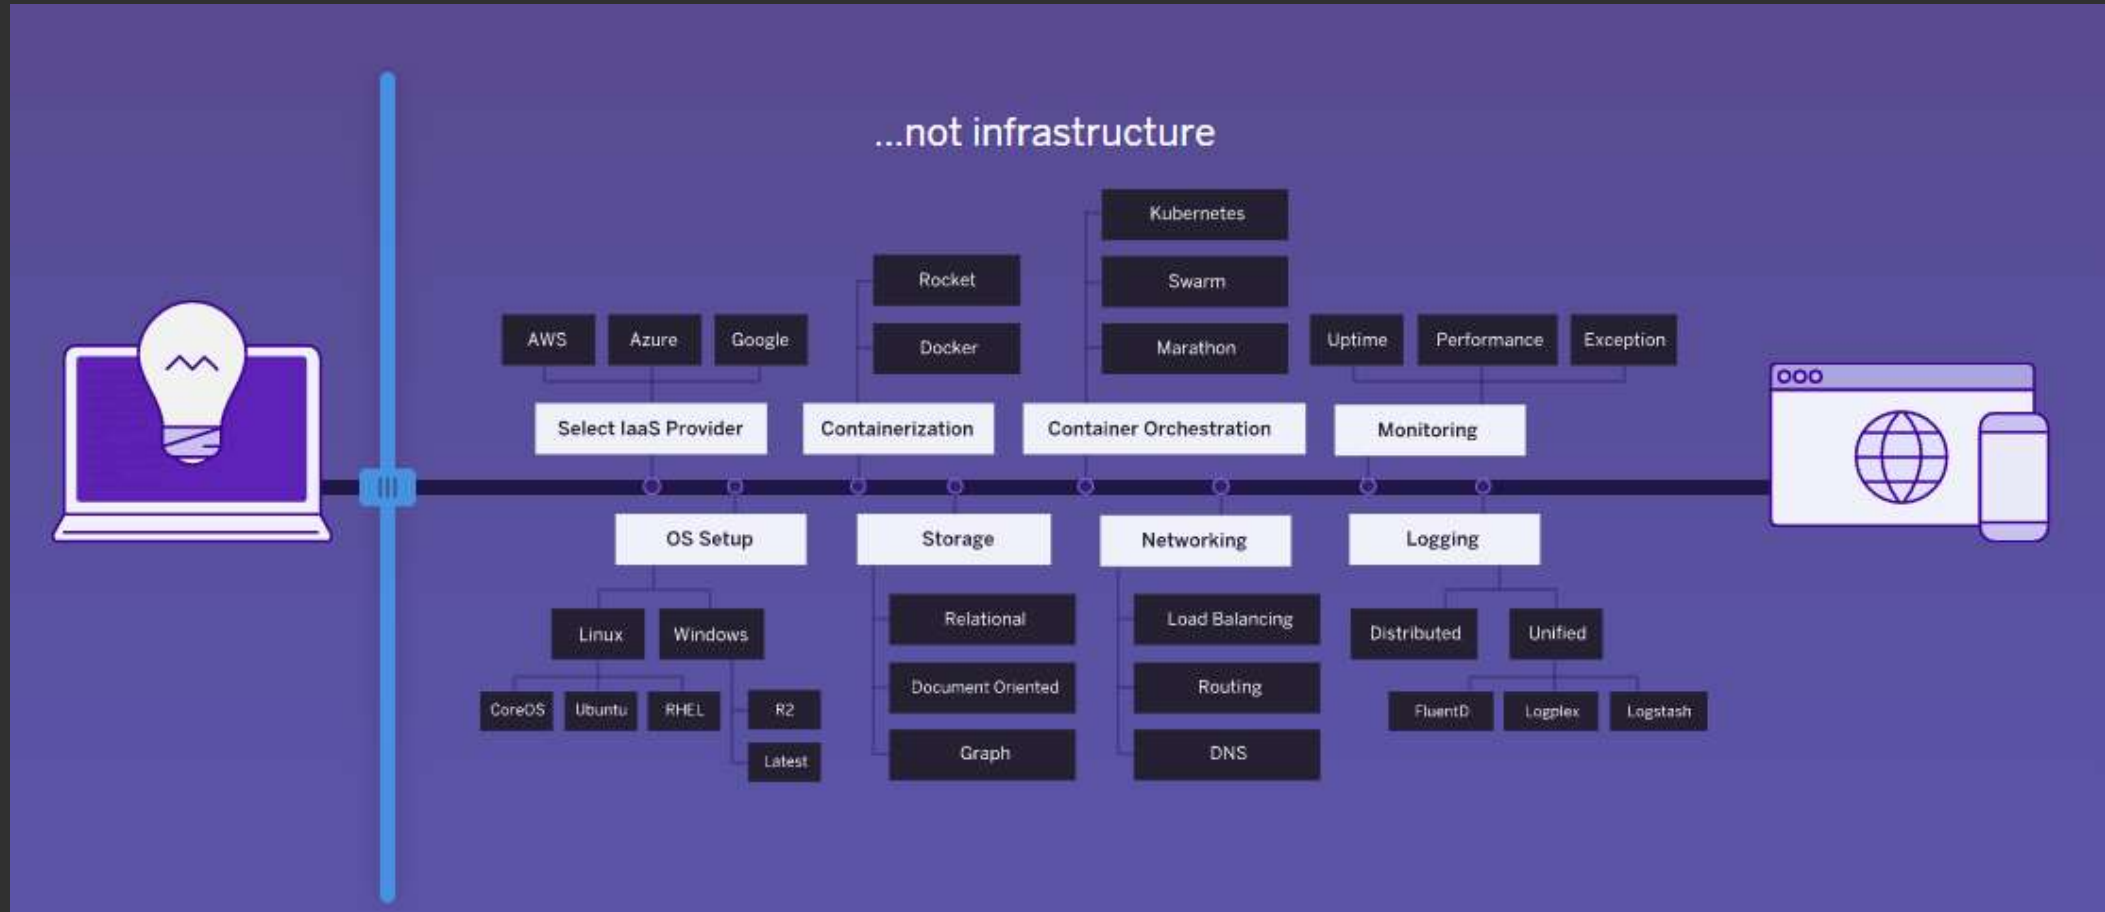 ...not infrastructure
Kubernetes
Swarm
Marathon
Rocket
Docker
AWS
Azure
Google
Uptime
Performance
Exception
Select IaaS Provider
Containerization
Container Orchestration
Monitoring
OS Setup
Storage
Networking
Logging
Linux
Windows
CoreOS
Ubuntu
RHEL
R2
Latest
Relational
Document Oriented
Graph
Load Balancing
Routing
DNS
Distributed
Unified
FluentD
Logplex
Logstash